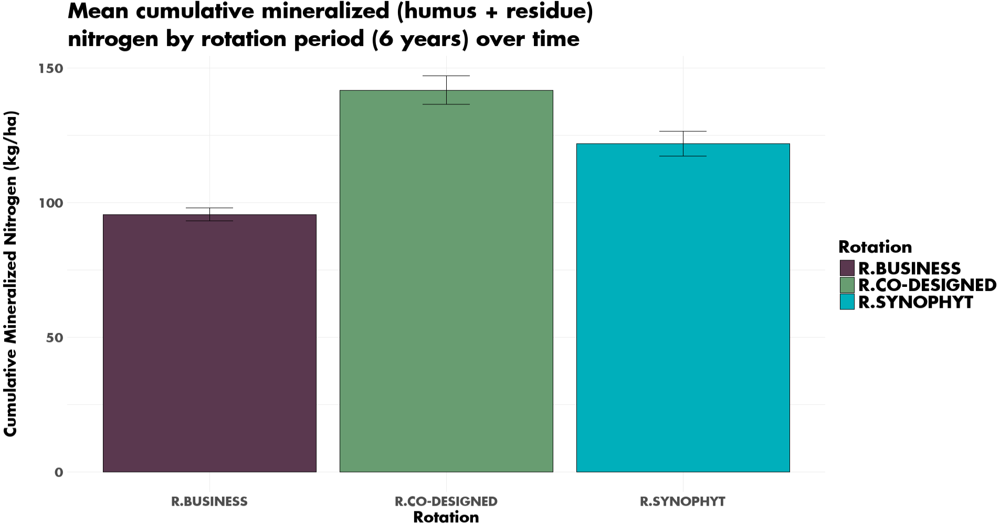 Mean cumulative mineralized (humus + residue)
nitrogen by rotation period (6 years) over time
Cumulative Mineralized Nitrogen (kg/ha)
150
100
50
0
R.BUSINESS
R.CO-DESIGNED
R.SYNOPHYT
Rotation
Rotation
R.BUSINESS
R.CO-DESIGNED
R.SYNOPHYT